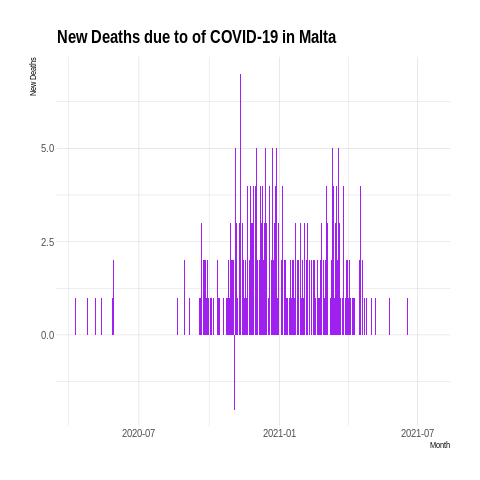 New Deaths due to of COVID-19 in Malta
New Deaths
5.0
2.5
0.0
2020-07 2021-01 2021-07
Month